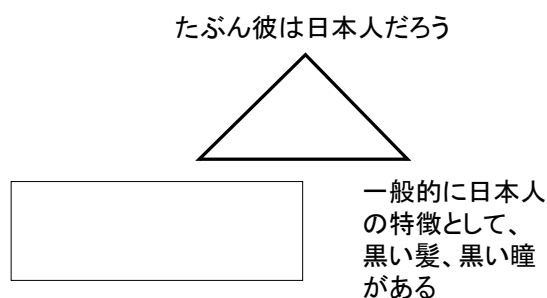 たぶん彼は日本人だろう
一般的に日本人
の特徴として、
黒い髪、黒い瞳
がある